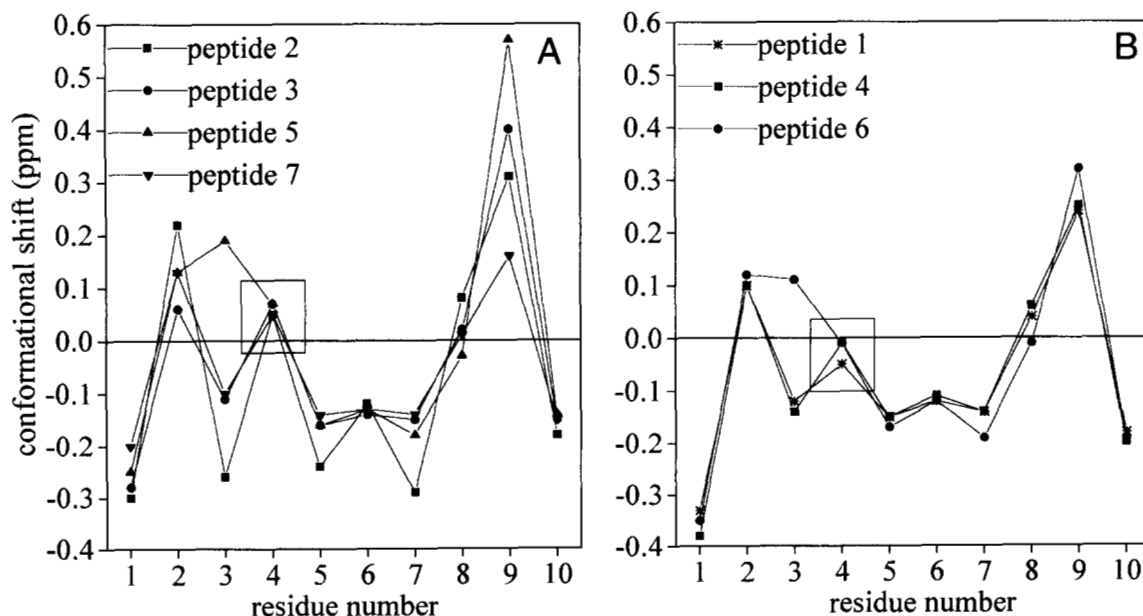 A
peptide 2
peptide 3
peptide 5
peptide 7
conformational shift (ppm)
0.6
0.5
0.4
0.3
0.2
0.1
0.0
-0.1
-0.2
-0.3
-0.4
1 2 3 4 5 6 7 8 9 10
residue number
B
peptide 1
peptide 4
peptide 6
0.6
0.5
0.4
0.3
0.2
0.1
0.0
-0.1
-0.2
-0.3
-0.4
1 2 3 4 5 6 7 8 9 10
residue number